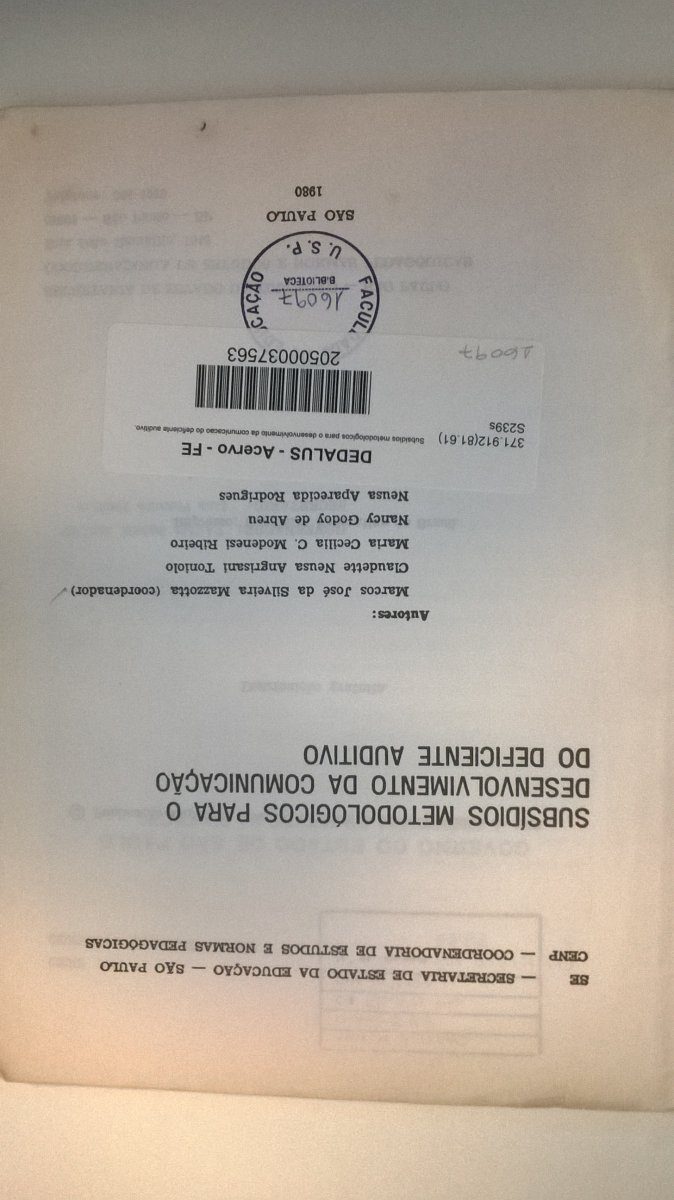 SE — SECRETARIA DE ESTADO DA EDUCAÇÃO — SÃO PAULO
CENP — COORDENADORIA DE ESTUDOS E NORMAS PEDAGÓGICAS
SUBSÍDIOS METODOLÓGICOS PARA O
DESENVOLVIMENTO DA COMUNICAÇÃO
DO DEFICIENTE AUDITIVO
Autores:
Marcos José da Silveira Mazzotta (coordenador)
Claudette Neusa Angrisani Toniolo
Maria Cecília C. Modenesi Ribeiro
Nancy Godoy de Abreu
Neusa Aparecida Rodrigues
DEDALUS - Acervo - FE
371.912(81.61) Subsídios metodologicos para o desenvolvimento da comunicacao do deficiente auditivo.
S239s
20500037563
16097
FACUL
CAÇÃO
16097
BIBLIOTECA
U.S.P.
SÃO PAULO
1980